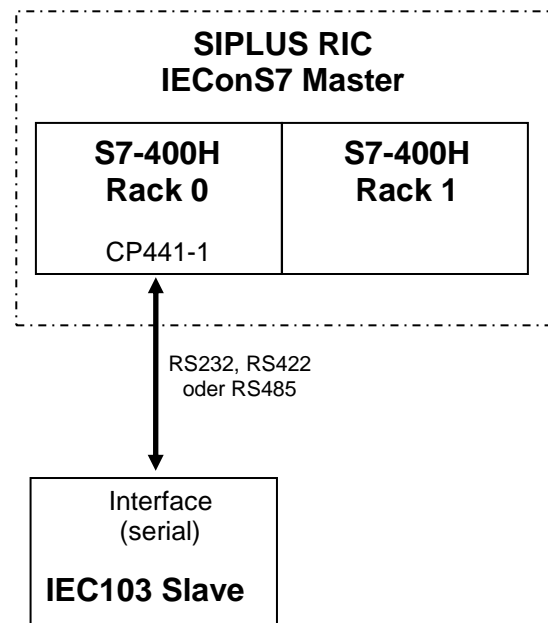 SIPLUS RIC
IEConS7 Master
S7-400H
Rack 0
CP441-1
S7-400H
Rack 1
RS232, RS422
oder RS485
Interface
(serial)
IEC103 Slave